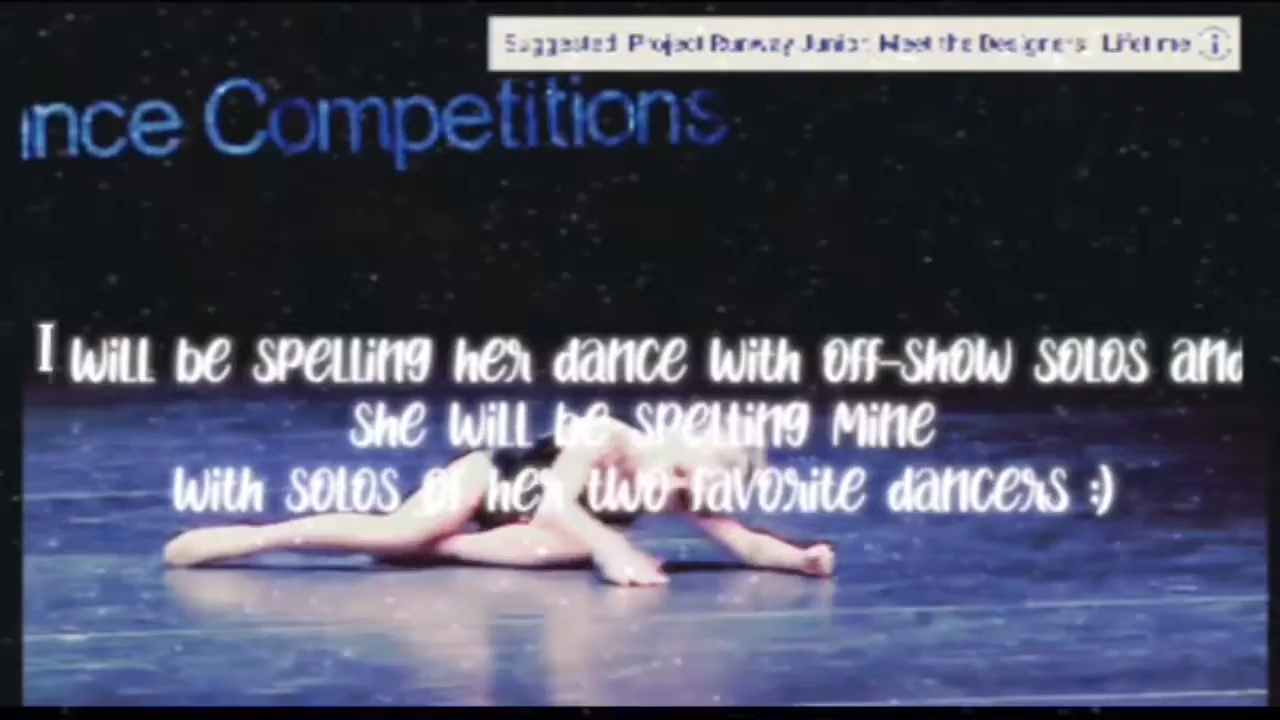 Suggested: Project Runway Junior: Meet the Designers | Lifetime
ince Competitions
I will be spelling her dance with off-show solos and
she will be spelling mine
with solos of her two favorite dancers :)